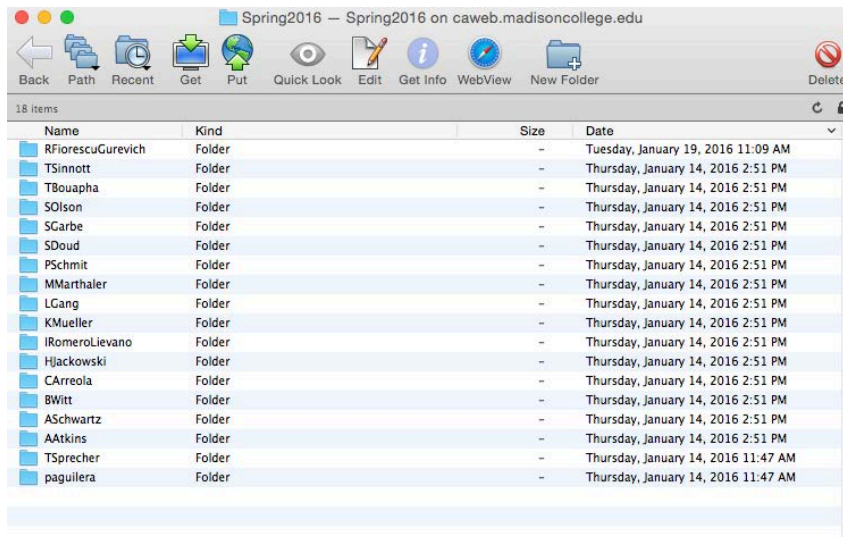 Spring2016 — Spring2016 on caweb.madisoncollege.edu
Back Path Recent Get Put Quick Look Edit Get Info WebView New Folder Delete
18 items
Name Kind Size Date
RFiorescuGurevich Folder – Tuesday, January 19, 2016 11:09 AM
TSinnott Folder – Thursday, January 14, 2016 2:51 PM
TBouapha Folder – Thursday, January 14, 2016 2:51 PM
SOlson Folder – Thursday, January 14, 2016 2:51 PM
SGarbe Folder – Thursday, January 14, 2016 2:51 PM
SDoud Folder – Thursday, January 14, 2016 2:51 PM
PSchmit Folder – Thursday, January 14, 2016 2:51 PM
MMarthaler Folder – Thursday, January 14, 2016 2:51 PM
LGang Folder – Thursday, January 14, 2016 2:51 PM
KMueller Folder – Thursday, January 14, 2016 2:51 PM
IRomeroLievano Folder – Thursday, January 14, 2016 2:51 PM
HJackowski Folder – Thursday, January 14, 2016 2:51 PM
CArreola Folder – Thursday, January 14, 2016 2:51 PM
BWitt Folder – Thursday, January 14, 2016 2:51 PM
ASchwartz Folder – Thursday, January 14, 2016 2:51 PM
AAtkins Folder – Thursday, January 14, 2016 2:51 PM
TSprecher Folder – Thursday, January 14, 2016 11:47 AM
paguilera Folder – Thursday, January 14, 2016 11:47 AM